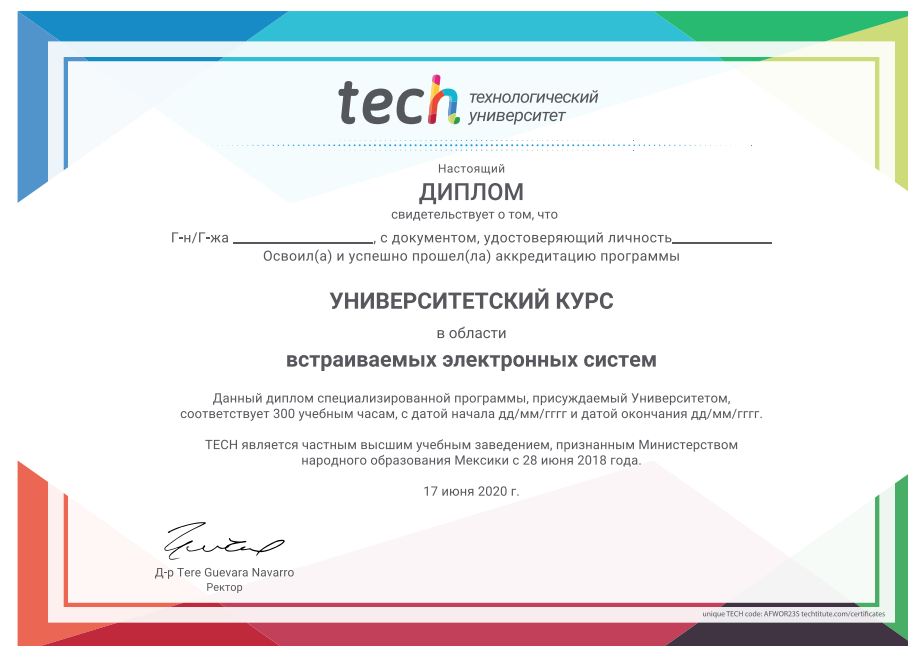 tech технологический
университет
Настоящий
ДИПЛОМ
свидетельствует о том, что
Г-н/Г-жа ____________________, с документом, удостоверяющий личность______________
Освоил(а) и успешно прошел(ла) аккредитацию программы
УНИВЕРСИТЕТСКИЙ КУРС
в области
встраиваемых электронных систем
Данный диплом специализированной программы, присуждаемый Университетом,
соответствует 300 учебным часам, с датой начала дд/мм/гггг и датой окончания дд/мм/гггг.
TECH является частным высшим учебным заведением, признанным Министерством
народного образования Мексики с 28 июня 2018 года.
17 июня 2020 г.
Д-р Tere Guevara Navarro
Ректор
unique TECH code: AFWOR23S techtitute.com/certificates